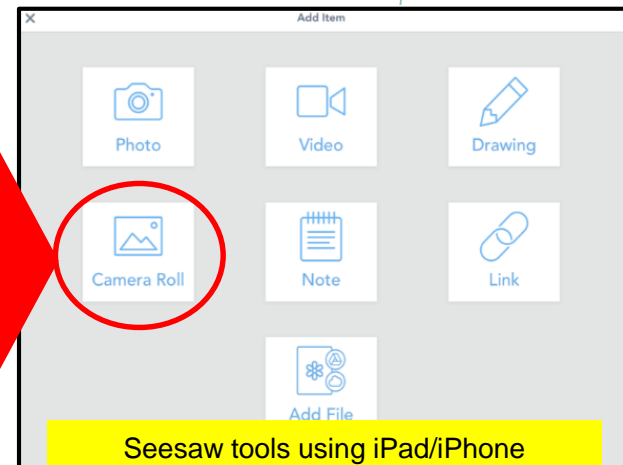 Add Item
Photo Video Drawing
Camera Roll Note Link
Add File
Seesaw tools using iPad/iPhone